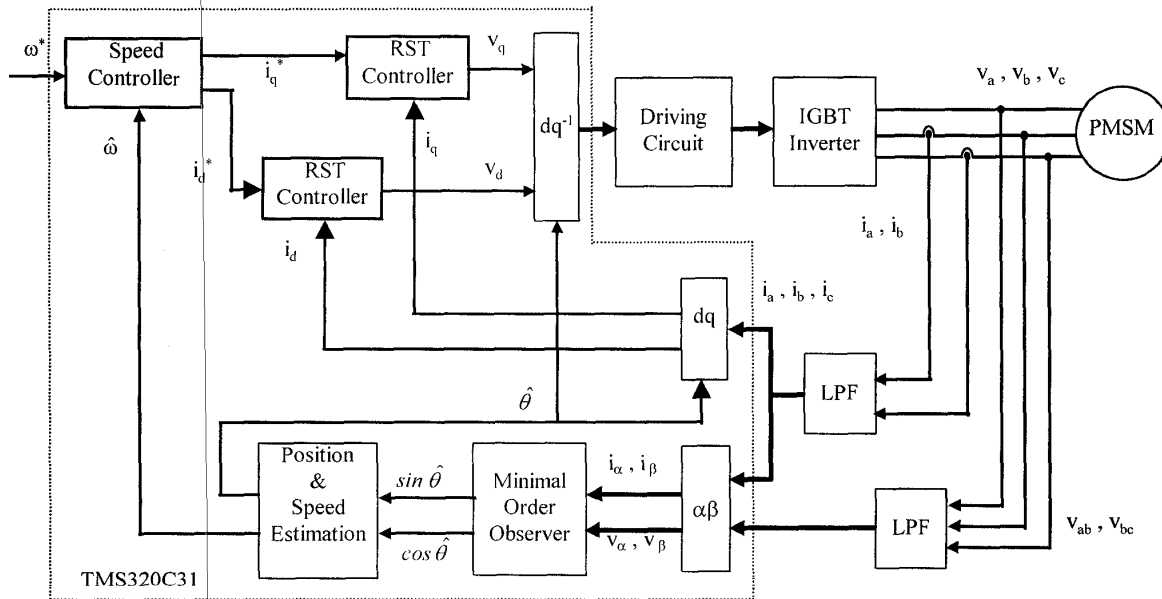 ω*
Speed
Controller
i_q*
RST
Controller
v_q
i_q
ω̂
i_d*
RST
Controller
v_d
i_d
dq⁻¹
Driving
Circuit
IGBT
Inverter
v_a , v_b , v_c
PMSM
i_a , i_b
i_a , i_b , i_c
dq
LPF
θ̂
Position
&
Speed
Estimation
sin θ̂
cos θ̂
Minimal
Order
Observer
i_α , i_β
v_α , v_β
αβ
LPF
v_ab , v_bc
TMS320C31